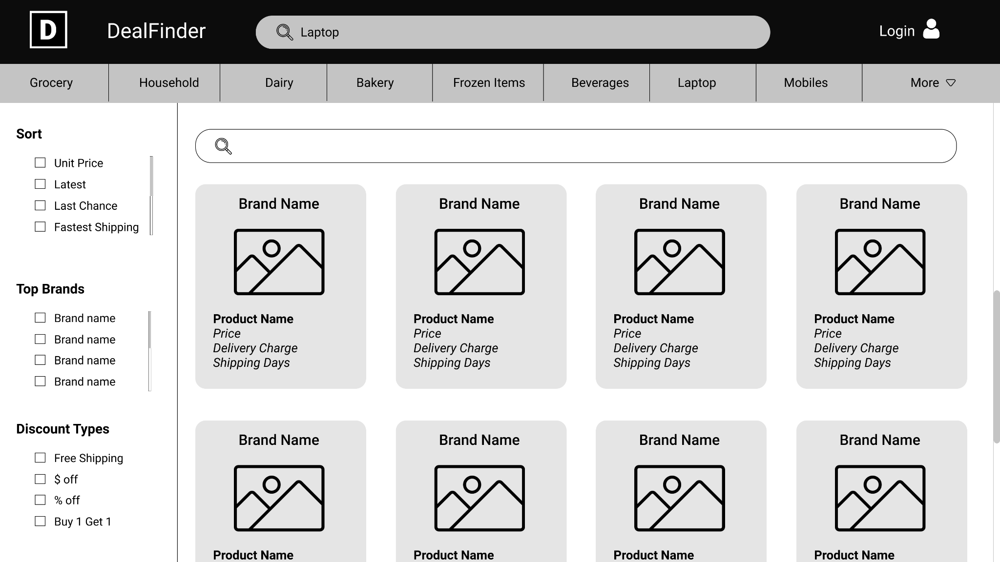 D
DealFinder
Laptop
Login
Grocery
Household
Dairy
Bakery
Frozen Items
Beverages
Laptop
Mobiles
More
Sort
Unit Price
Latest
Last Chance
Fastest Shipping
Top Brands
Brand name
Brand name
Brand name
Brand name
Discount Types
Free Shipping
$ off
% off
Buy 1 Get 1
Brand Name
Product Name
Price
Delivery Charge
Shipping Days
Brand Name
Product Name
Price
Delivery Charge
Shipping Days
Brand Name
Product Name
Price
Delivery Charge
Shipping Days
Brand Name
Product Name
Price
Delivery Charge
Shipping Days
Brand Name
Product Name
Brand Name
Product Name
Brand Name
Product Name
Brand Name
Product Name